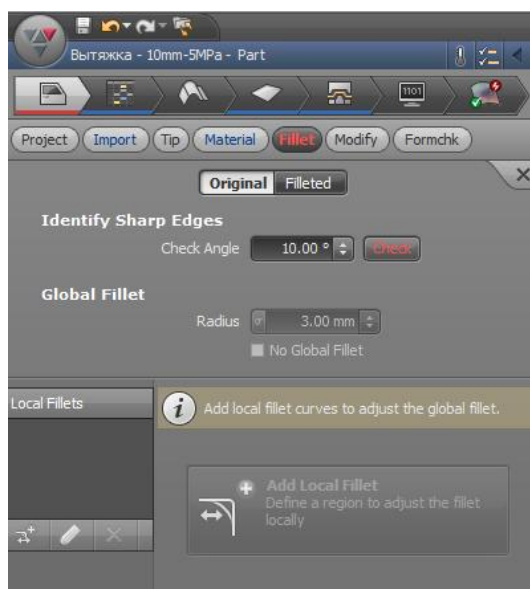 Вытяжка - 10mm-5MPa - Part
1101
Project Import Tip Material Fillet Modify Formchk
Original Filleted
Identify Sharp Edges
Check Angle 10.00 ° Check
Global Fillet
Radius 3.00 mm
No Global Fillet
Local Fillets
i Add local fillet curves to adjust the global fillet.
Add Local Fillet
Define a region to adjust the fillet
locally